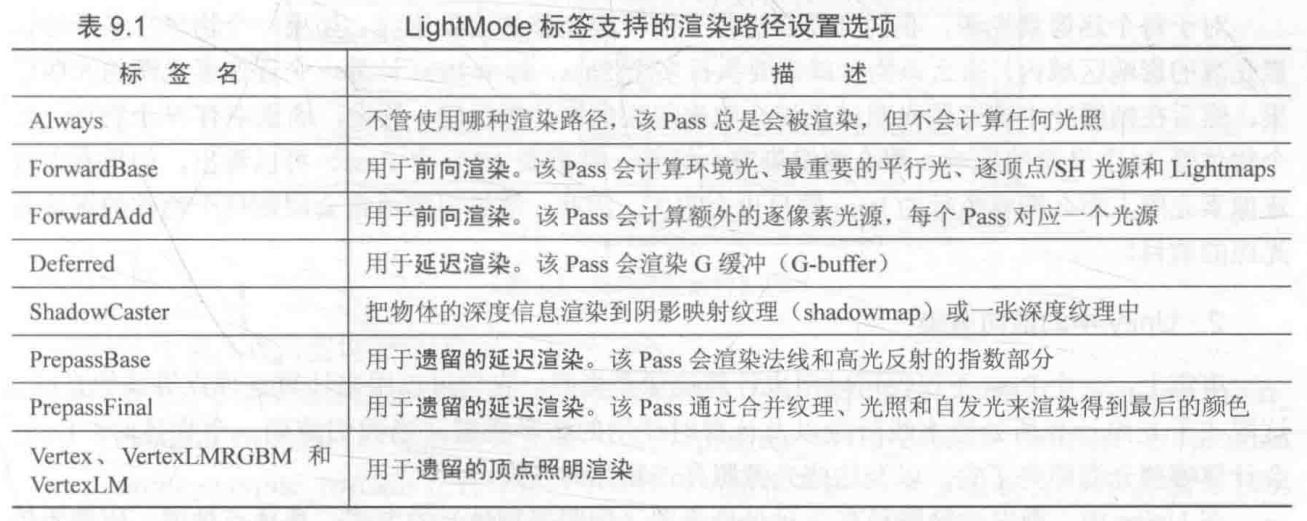 表 9.1 LightMode 标签支持的渲染路径设置选项
标 签 名 描 述
Always 不管使用哪种渲染路径，该 Pass 总是会被渲染，但不会计算任何光照
ForwardBase 用于前向渲染。该 Pass 会计算环境光、最重要的平行光、逐顶点/SH 光源和 Lightmaps
ForwardAdd 用于前向渲染。该 Pass 会计算额外的逐像素光源，每个 Pass 对应一个光源
Deferred 用于延迟渲染。该 Pass 会渲染 G 缓冲（G-buffer）
ShadowCaster 把物体的深度信息渲染到阴影映射纹理（shadowmap）或一张深度纹理中
PrepassBase 用于遗留的延迟渲染。该 Pass 会渲染法线和高光反射的指数部分
PrepassFinal 用于遗留的延迟渲染。该 Pass 通过合并纹理、光照和自发光来渲染得到最后的颜色
Vertex、VertexLMRGBM 和
VertexLM 用于遗留的顶点照明渲染